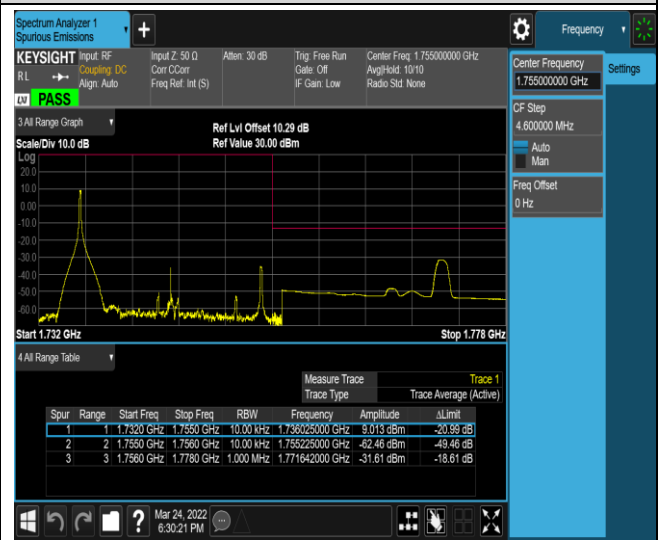 Spectrum Analyzer 1
Spurious Emissions
+
Frequency
KEYSIGHT
R L
Input: RF
Coupling: DC
Align: Auto
Input Z: 50 Ω
Corr CCorr
Freq Ref: Int (S)
Atten: 30 dB
Trig: Free Run
Gate: Off
IF Gain: Low
Center Freq: 1.755000000 GHz
Avg|Hold: 10/10
Radio Std: None
LXI PASS
Center Frequency
1.755000000 GHz
Settings
CF Step
4.600000 MHz
Auto
Man
Freq Offset
0 Hz
3 All Range Graph
Scale/Div 10.0 dB
Ref Lvl Offset 10.29 dB
Ref Value 30.00 dBm
Log
20.0
10.0
0.00
-10.0
-20.0
-30.0
-40.0
-50.0
-60.0
Start 1.732 GHz
Stop 1.778 GHz
4 All Range Table
Measure Trace Trace 1
Trace Type Trace Average (Active)
Spur Range Start Freq Stop Freq RBW Frequency Amplitude ΔLimit
1 1 1.7320 GHz 1.7550 GHz 10.00 kHz 1.736025000 GHz 9.013 dBm -20.99 dB
2 2 1.7550 GHz 1.7560 GHz 10.00 kHz 1.755225000 GHz -62.46 dBm -49.46 dB
3 3 1.7560 GHz 1.7780 GHz 1.000 MHz 1.771642000 GHz -31.61 dBm -18.61 dB
?
Mar 24, 2022
6:30:21 PM